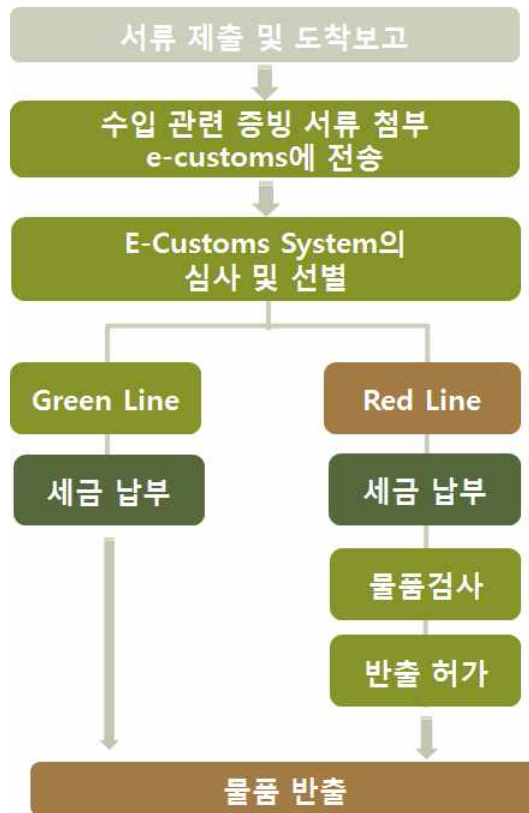 서류 제출 및 도착보고
수입 관련 증빙 서류 첨부
e-customs에 전송
E-Customs System의
심사 및 선별
Green Line
Red Line
세금 납부
세금 납부
물품검사
반출 허가
물품 반출